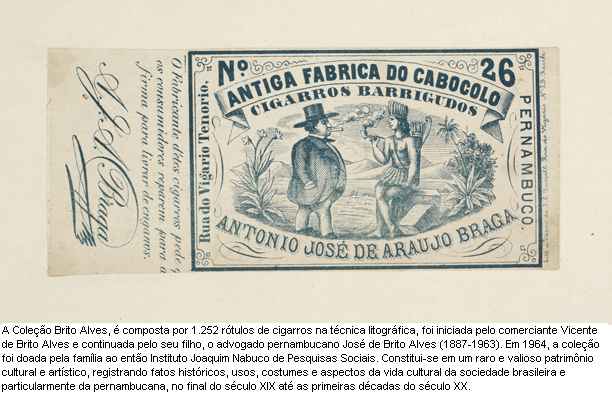 O Fabricante détes cigarros pede
os consumidores reparem para a
firma para livrar de enganos.
A. J. A. Braga
Rua do Vigario Tenorio,
Nº 26
ANTIGA FABRICA DO CABOCOLO
CIGARROS BARRIGUDOS
PERNAMBUCO.
ANTONIO JOSÉ DE ARAUJO BRAGA
A Coleção Brito Alves, é composta por 1.252 rótulos de cigarros na técnica litográfica, foi iniciada pelo comerciante Vicente
de Brito Alves e continuada pelo seu filho, o advogado pernambucano José de Brito Alves (1887-1963). Em 1964, a coleção
foi doada pela família ao então Instituto Joaquim Nabuco de Pesquisas Sociais. Constitui-se em um raro e valioso patrimônio
cultural e artístico, registrando fatos históricos, usos, costumes e aspectos da vida cultural da sociedade brasileira e
particularmente da pernambucana, no final do século XIX até as primeiras décadas do século XX.